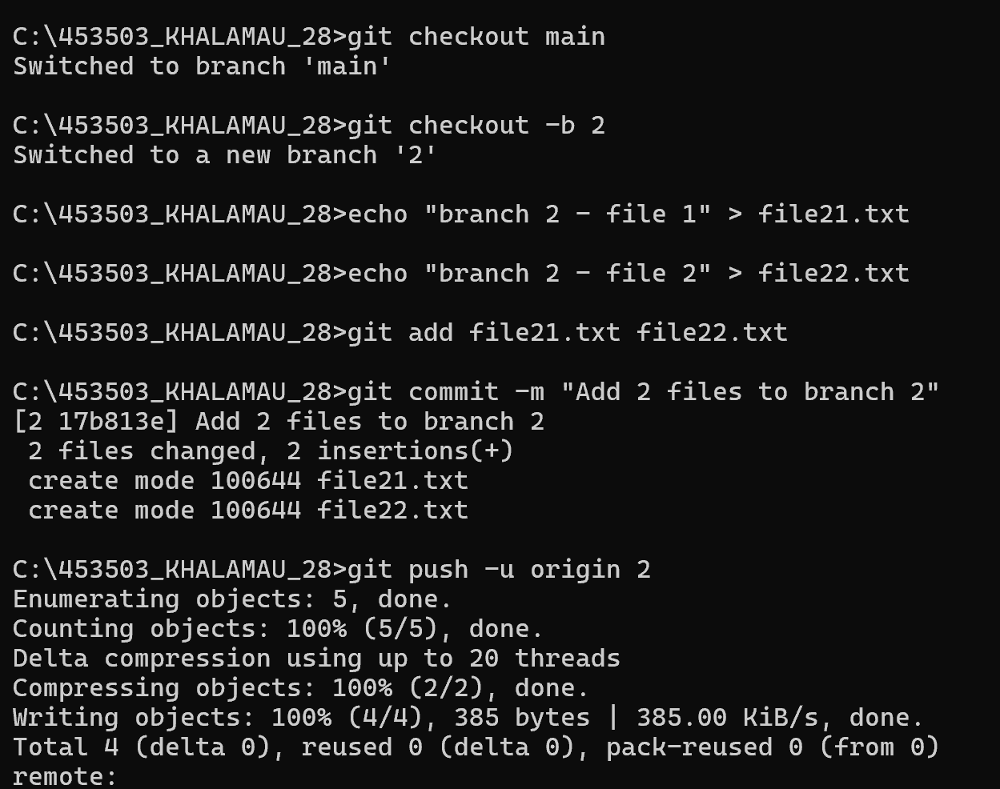 C:\453503_KHALAMAU_28>git checkout main
Switched to branch 'main'
C:\453503_KHALAMAU_28>git checkout -b 2
Switched to a new branch '2'
C:\453503_KHALAMAU_28>echo "branch 2 - file 1" > file21.txt
C:\453503_KHALAMAU_28>echo "branch 2 - file 2" > file22.txt
C:\453503_KHALAMAU_28>git add file21.txt file22.txt
C:\453503_KHALAMAU_28>git commit -m "Add 2 files to branch 2"
[2 17b813e] Add 2 files to branch 2
 2 files changed, 2 insertions(+)
 create mode 100644 file21.txt
 create mode 100644 file22.txt
C:\453503_KHALAMAU_28>git push -u origin 2
Enumerating objects: 5, done.
Counting objects: 100% (5/5), done.
Delta compression using up to 20 threads
Compressing objects: 100% (2/2), done.
Writing objects: 100% (4/4), 385 bytes | 385.00 KiB/s, done.
Total 4 (delta 0), reused 0 (delta 0), pack-reused 0 (from 0)
remote: